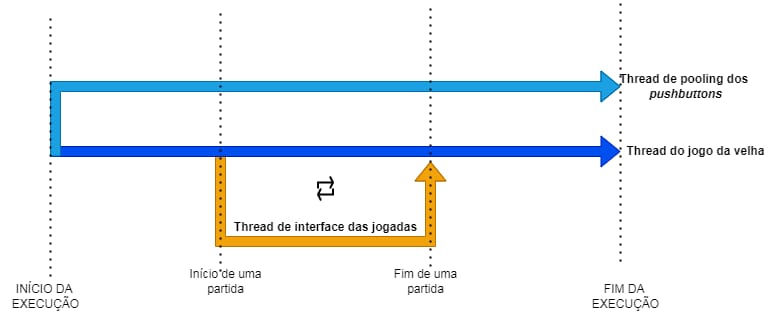 Thread de pooling dos
pushbuttons
Thread do jogo da velha
Thread de interface das jogadas
INÍCIO DA
EXECUÇÃO
Início de uma
partida
Fim de uma
partida
FIM DA
EXECUÇÃO